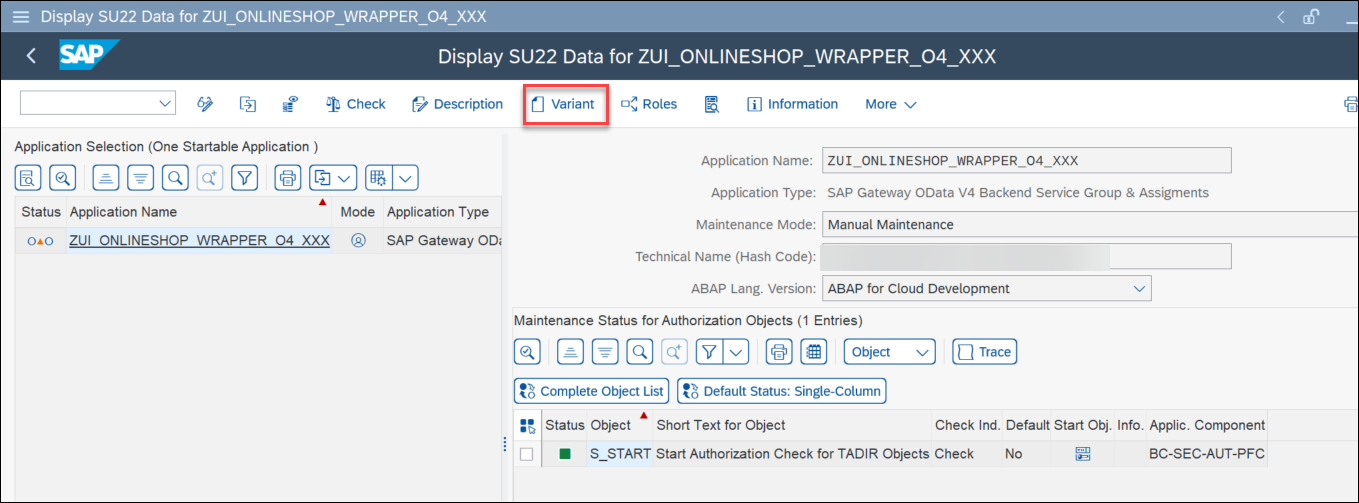 Display SU22 Data for ZUI_ONLINESHOP_WRAPPER_O4_XXX
SAP Display SU22 Data for ZUI_ONLINESHOP_WRAPPER_O4_XXX
Check Description Variant Roles Information More
Application Selection (One Startable Application )
Status Application Name Mode Application Type
ZUI_ONLINESHOP_WRAPPER_O4_XXX SAP Gateway ODa
Application Name: ZUI_ONLINESHOP_WRAPPER_O4_XXX
Application Type: SAP Gateway OData V4 Backend Service Group & Assigments
Maintenance Mode: Manual Maintenance
Technical Name (Hash Code):
ABAP Lang. Version: ABAP for Cloud Development
Maintenance Status for Authorization Objects (1 Entries)
Object Trace
Complete Object List Default Status: Single-Column
Status Object Short Text for Object Check Ind. Default Start Obj. Info. Applic. Component
S_START Start Authorization Check for TADIR Objects Check No BC-SEC-AUT-PFC